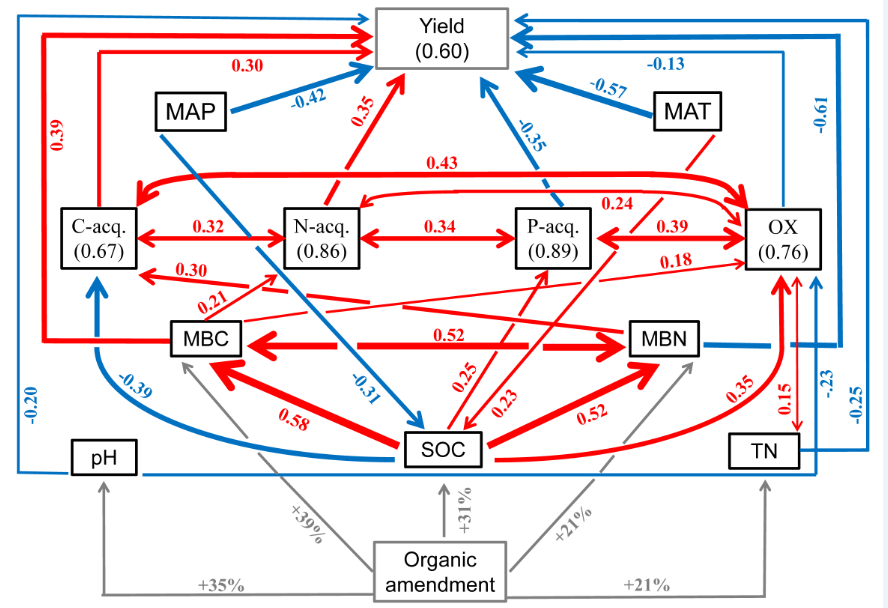 Yield
(0.60)
0.30
-0.13
MAP
-0.42
0.35
-0.35
-0.57
MAT
-0.61
0.39
0.43
0.24
C-acq.
(0.67)
0.32
N-acq.
(0.86)
0.34
P-acq.
(0.89)
0.39
OX
(0.76)
0.30
0.18
0.21
MBC
0.52
MBN
-0.39
-0.31
0.25
0.23
0.35
0.15
-.23
-0.20
-0.25
0.58
0.52
pH
SOC
TN
+39%
+31%
+21%
Organic
amendment
+35%
+21%